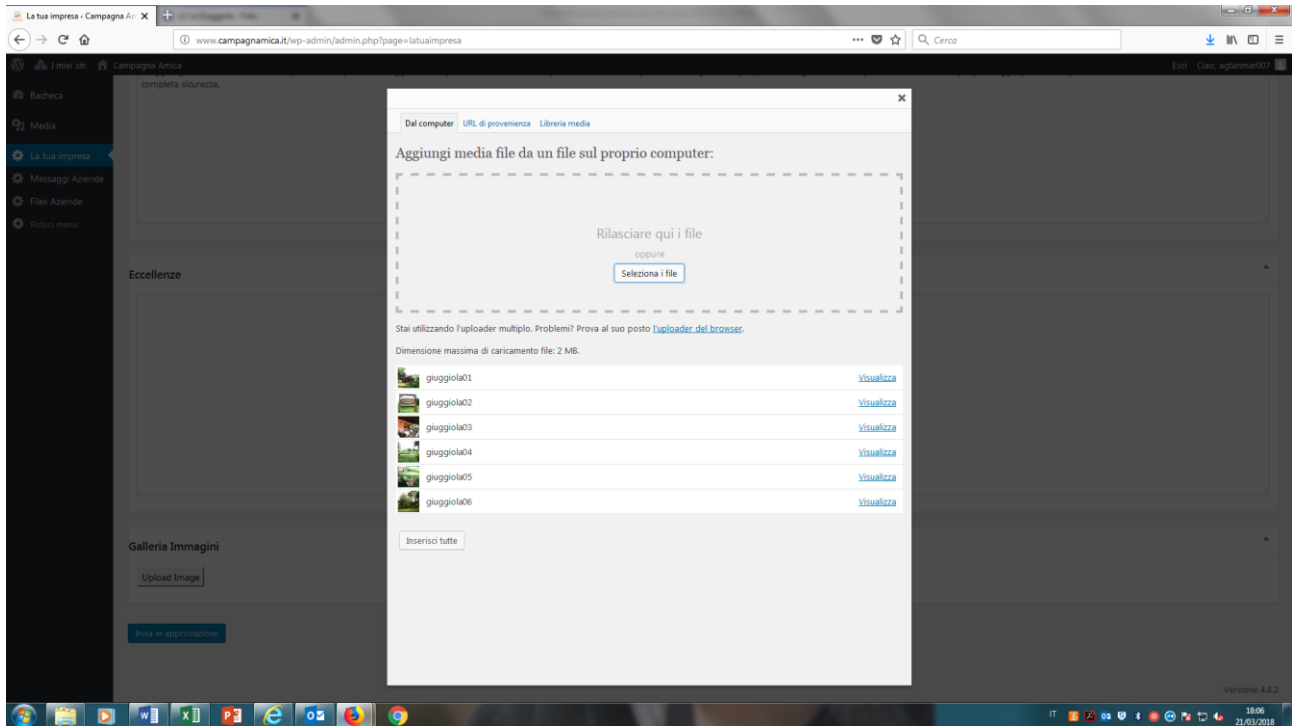 La tua impresa ‹ Campagna Am
www.campagnamica.it/wp-admin/admin.php?page=latuaimpresa
Cerca
I miei siti
Campagna Amica
Esci
Ciao, agtanmar007
completa sicurezza.
Bacheca
Media
La tua impresa
Messaggi Aziende
Files Aziende
Riduci menu
Dal computer
URL di provenienza
Libreria media
Aggiungi media file da un file sul proprio computer:
Rilasciare qui i file
oppure
Seleziona i file
Stai utilizzando l'uploader multiplo. Problemi? Prova al suo posto l'uploader del browser.
Dimensione massima di caricamento file: 2 MB.
giuggiola01 Visualizza
giuggiola02 Visualizza
giuggiola03 Visualizza
giuggiola04 Visualizza
giuggiola05 Visualizza
giuggiola06 Visualizza
Inserisci tutte
Eccellenze
Galleria Immagini
Upload Image
Invia in approvazione
Versione 4.8.2
IT
18:06
21/03/2018